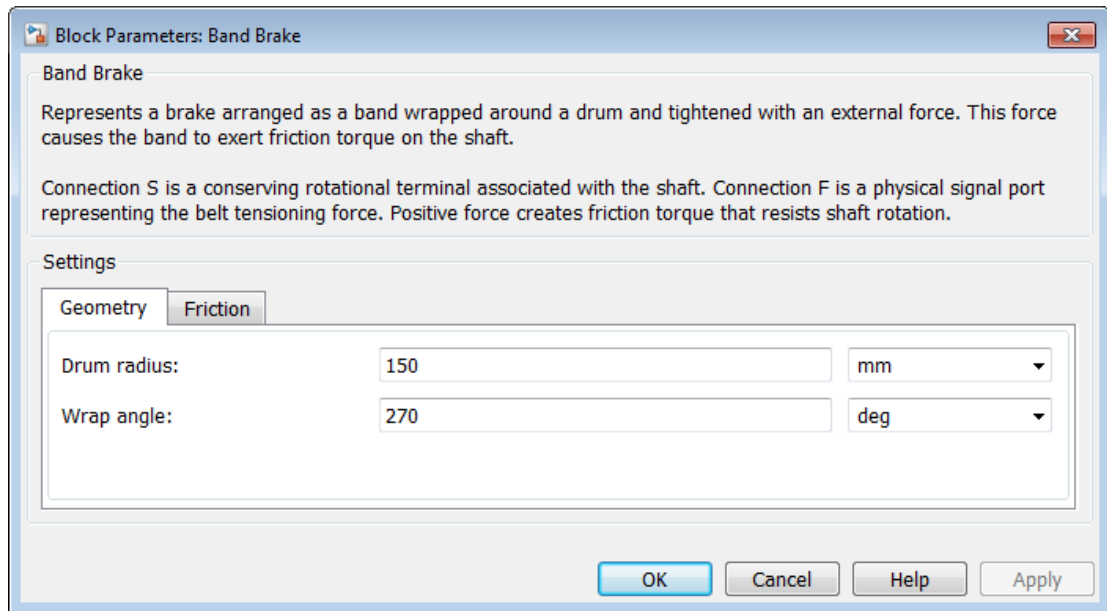 Block Parameters: Band Brake
Band Brake
Represents a brake arranged as a band wrapped around a drum and tightened with an external force. This force
causes the band to exert friction torque on the shaft.
Connection S is a conserving rotational terminal associated with the shaft. Connection F is a physical signal port
representing the belt tensioning force. Positive force creates friction torque that resists shaft rotation.
Settings
Geometry Friction
Drum radius: 150 mm
Wrap angle: 270 deg
OK Cancel Help Apply